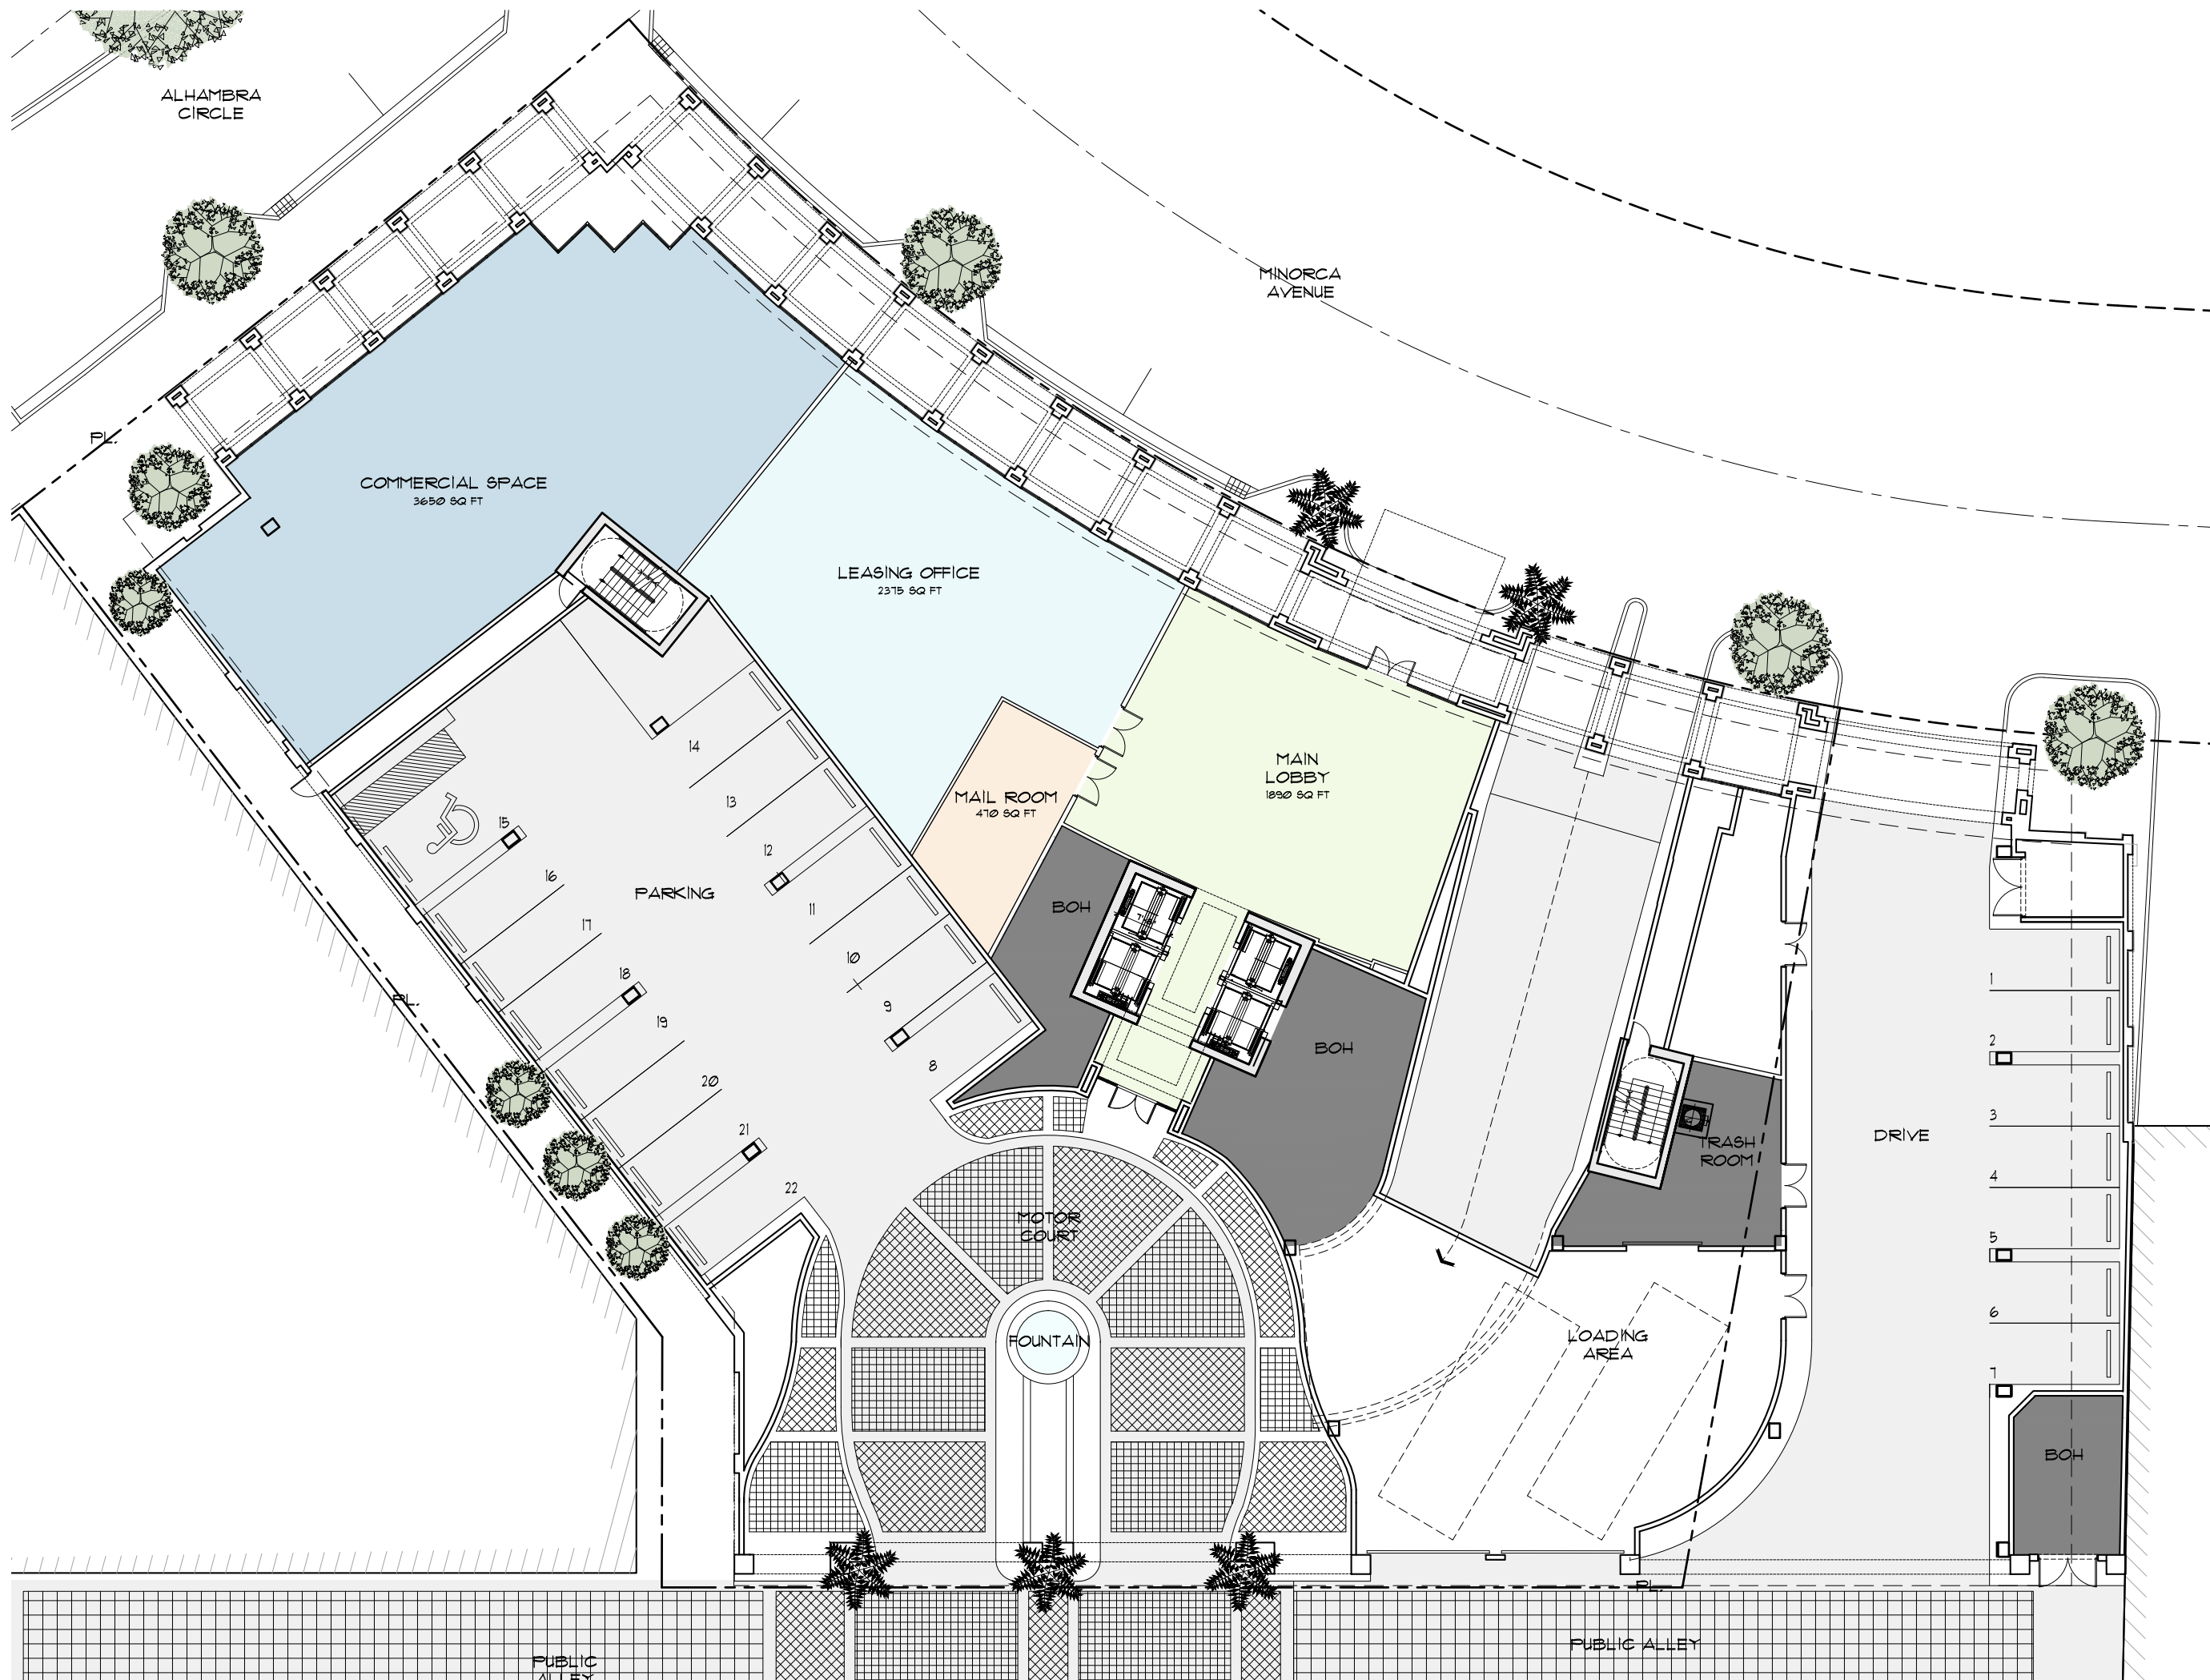 ALHAMBRA
CIRCLE
MINORCA
AVENUE
PL.
COMMERCIAL SPACE
3650 SQ FT
LEASING OFFICE
2375 SQ FT
MAIN
LOBBY
1890 SQ FT
MAIL ROOM
470 SQ FT
14
13
12
11
10
9
8
15
16
17
18
19
20
21
22
PARKING
BOH
BOH
PL.
1
2
3
4
5
6
7
DRIVE
TRASH
ROOM
MOTOR
COURT
FOUNTAIN
LOADING
AREA
BOH
PL.
PUBLIC ALLEY
PUBLIC
ALLEY